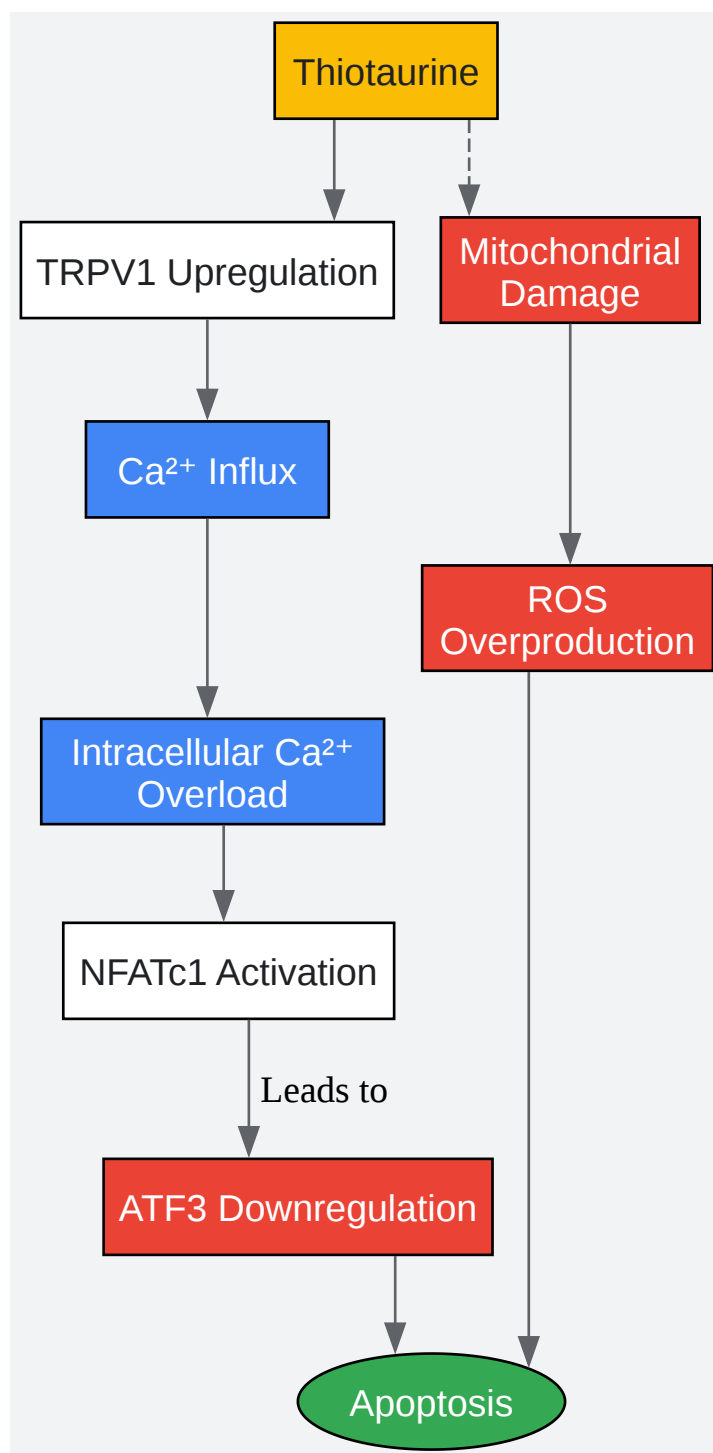 Thiotaurine
TRPV1 Upregulation
Mitochondrial
Damage
Ca²⁺ Influx
ROS
Overproduction
Intracellular Ca²⁺
Overload
NFATc1 Activation
Leads to
ATF3 Downregulation
Apoptosis